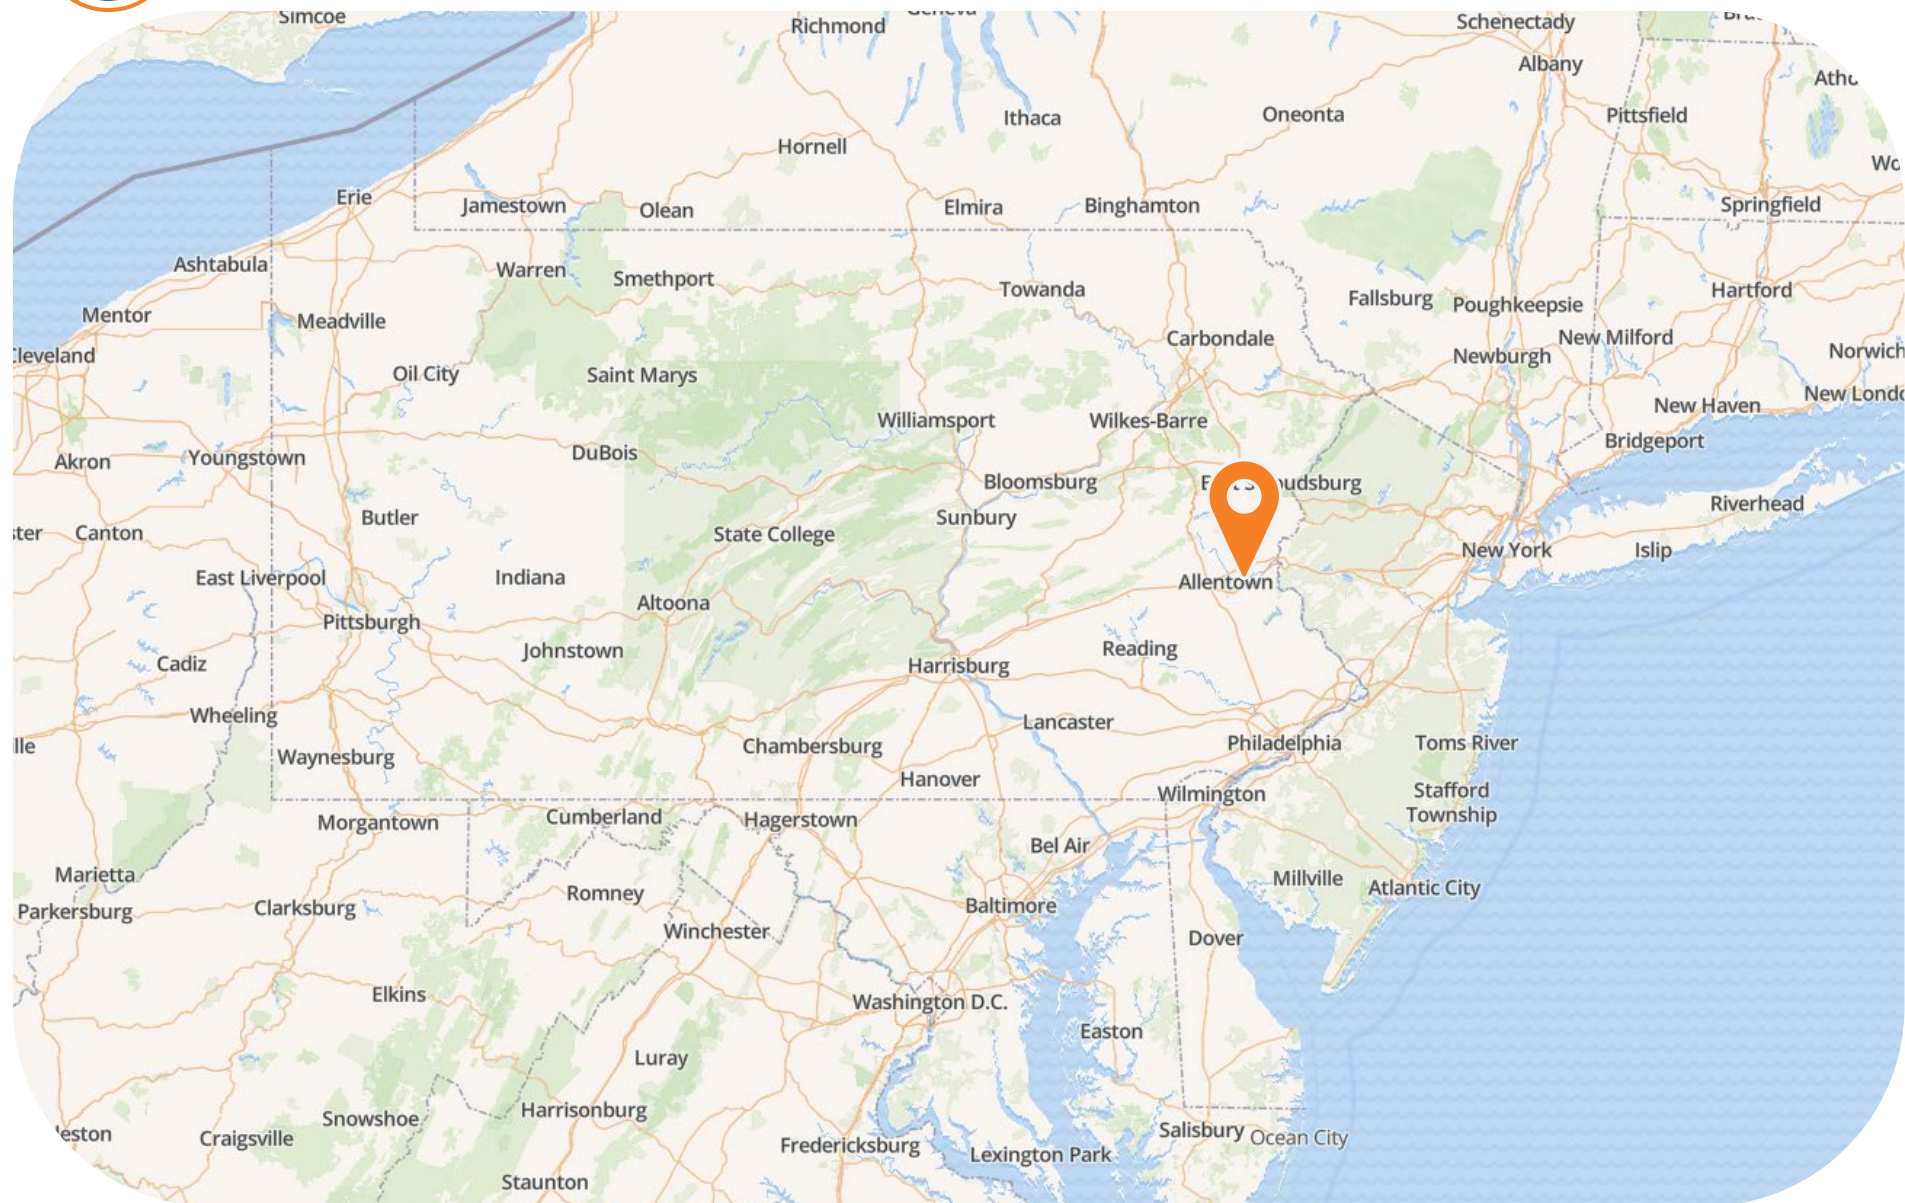 Simcoe
Richmond
Schenectady
Albany
Ithaca
Oneonta
Pittsfield
Hornell
Erie
Jamestown
Olean
Elmira
Binghamton
Springfield
Ashtabula
Warren
Smethport
Towanda
Fallsburg
Poughkeepsie
Hartford
Mentor
Meadville
Carbondale
New Milford
Newburgh
Norwich
Cleveland
Oil City
Saint Marys
New Haven
Williamsport
Wilkes-Barre
Bridgeport
DuBois
Akron
Youngstown
Bloomsburg
Riverhead
Butler
Sunbury
Canton
State College
New York
Islip
East Liverpool
Indiana
Allentown
Altoona
Pittsburgh
Johnstown
Reading
Cadiz
Harrisburg
Wheeling
Lancaster
Waynesburg
Chambersburg
Philadelphia
Toms River
Hanover
Wilmington
Stafford
Township
Morgantown
Cumberland
Hagerstown
Bel Air
Marietta
Romney
Millville
Atlantic City
Parkersburg
Clarksburg
Baltimore
Winchester
Dover
Elkins
Washington D.C.
Easton
Luray
Snowshoe
Harrisonburg
Craigsville
Fredericksburg
Lexington Park
Salisbury
Ocean City
Staunton